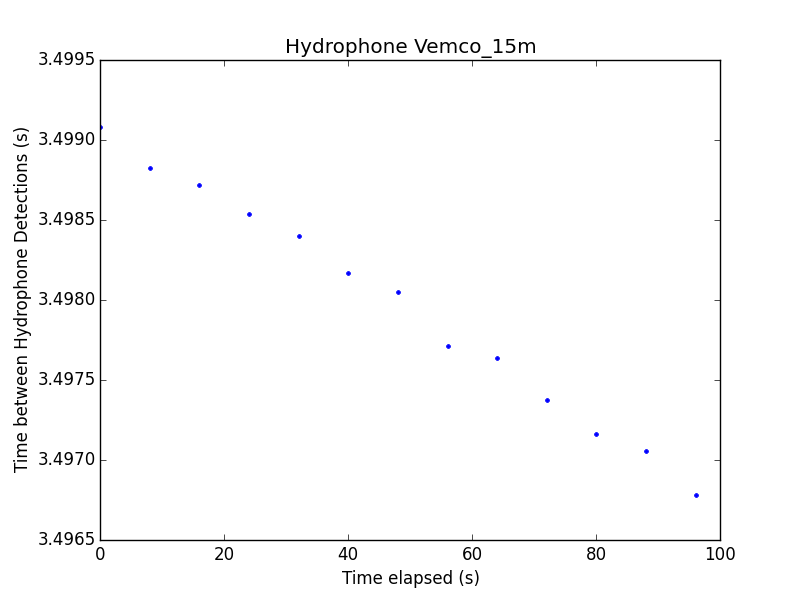 Hydrophone Vemco_15m
3.4995
3.4990
3.4985
3.4980
3.4975
3.4970
3.4965
Time between Hydrophone Detections (s)
0 20 40 60 80 100
Time elapsed (s)